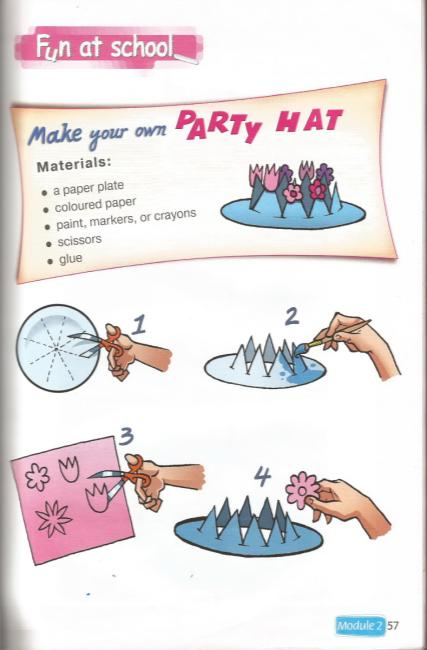 Fun at school
Make your own PARTY HAT
Materials:
• a paper plate
• coloured paper
• paint, markers, or crayons
• scissors
• glue
1
2
3
4
Module 2 57